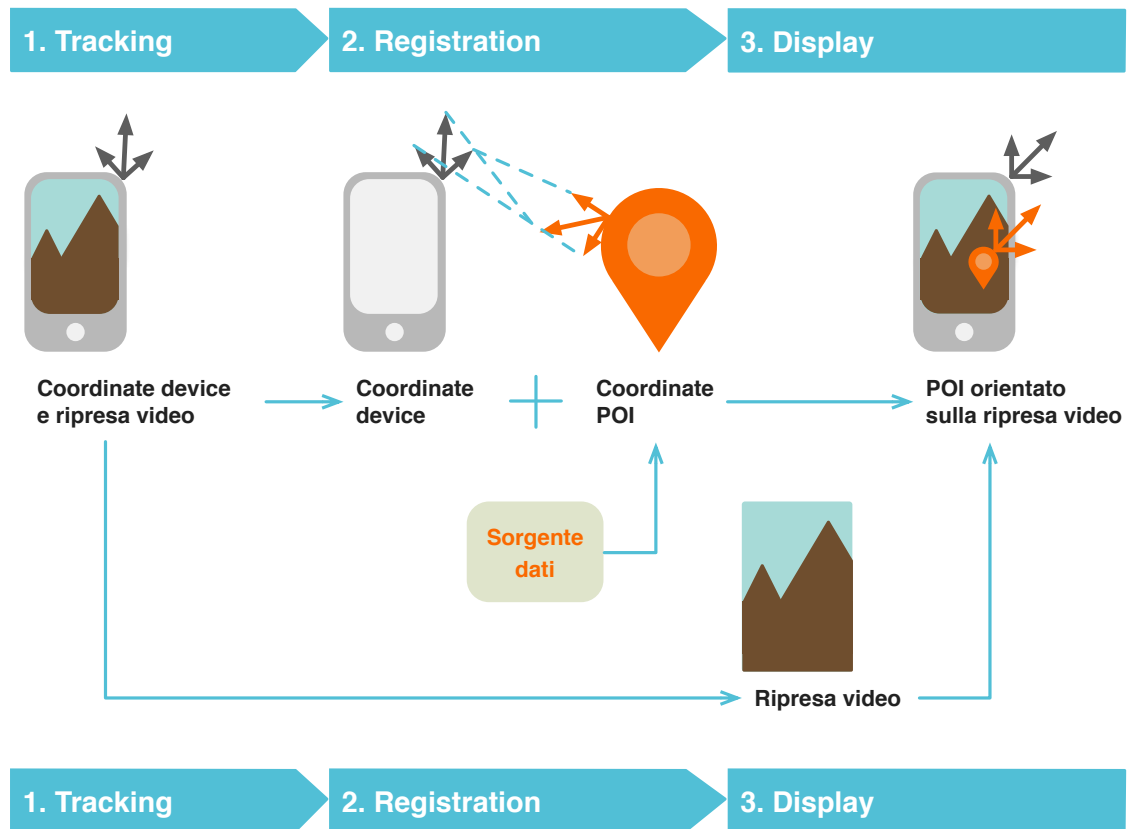 1. Tracking
2. Registration
3. Display
Coordinate device
e ripresa video
Coordinate
device
Coordinate
POI
POI orientato
sulla ripresa video
Sorgente
dati
Ripresa video
1. Tracking
2. Registration
3. Display